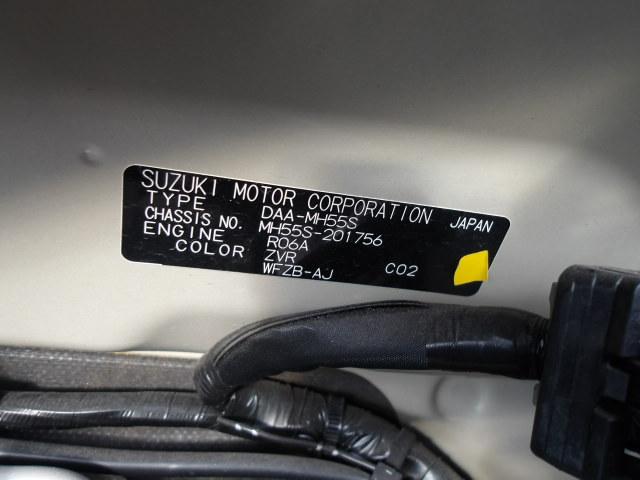 SUZUKI MOTOR CORPORATION JAPAN
TYPE DAA-MH55S
CHASSIS NO. MH55S-201756
ENGINE R06A
COLOR ZVR
WFZB-AJ C02